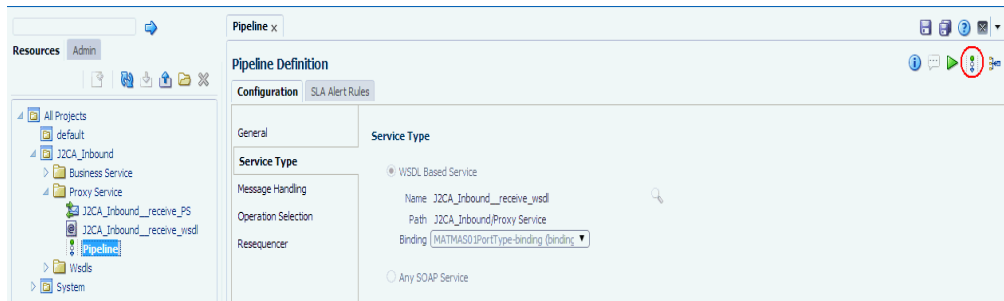 Pipeline x
Resources Admin
Pipeline Definition
Configuration SLA Alert Rules
All Projects
default
J2CA_Inbound
Business Service
Proxy Service
J2CA_Inbound__receive_PS
J2CA_Inbound__receive_wsdl
Pipeline
Wsdls
System
General
Service Type
Message Handling
Operation Selection
Resequencer
Service Type
WSDL Based Service
Name J2CA_Inbound__receive_wsdl
Path J2CA_Inbound/Proxy Service
Binding MATMAS01PortType-binding (binding
Any SOAP Service